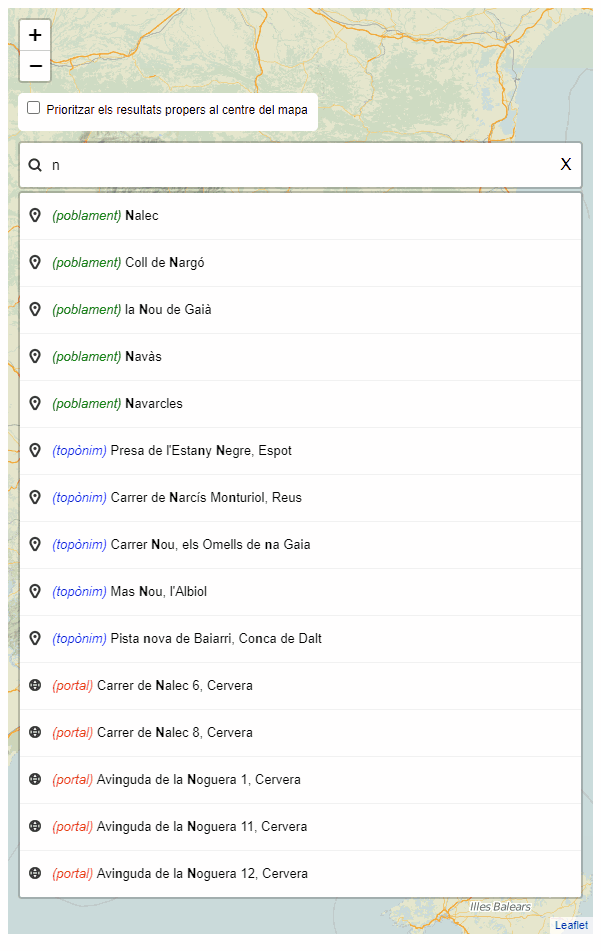 +
−
Prioritzar els resultats propers al centre del mapa
n X
(poblament) Nalec
(poblament) Coll de Nargó
(poblament) la Nou de Gaià
(poblament) Navàs
(poblament) Navarcles
(topònim) Presa de l'Estany Negre, Espot
(topònim) Carrer de Narcís Monturiol, Reus
(topònim) Carrer Nou, els Omells de na Gaia
(topònim) Mas Nou, l'Albiol
(topònim) Pista nova de Baiarri, Conca de Dalt
(portal) Carrer de Nalec 6, Cervera
(portal) Carrer de Nalec 8, Cervera
(portal) Avinguda de la Noguera 1, Cervera
(portal) Avinguda de la Noguera 11, Cervera
(portal) Avinguda de la Noguera 12, Cervera
Illes Balears
Leaflet